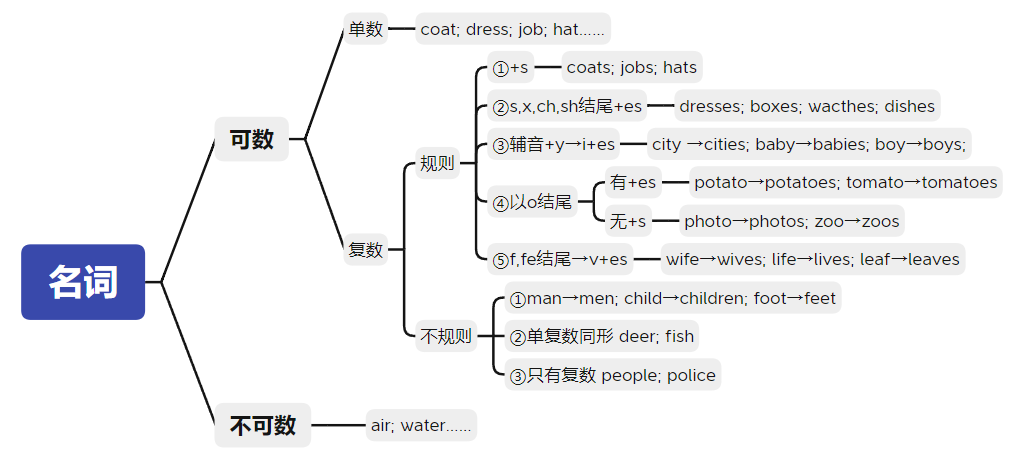 名词
可数
单数
coat; dress; job; hat……
复数
规则
①+s
coats; jobs; hats
②s,x,ch,sh结尾+es
dresses; boxes; wacthes; dishes
③辅音+y→i+es
city →cities; baby→babies; boy→boys;
④以o结尾
有+es
potato→potatoes; tomato→tomatoes
无+s
photo→photos; zoo→zoos
⑤f,fe结尾→v+es
wife→wives; life→lives; leaf→leaves
不规则
①man→men; child→children; foot→feet
②单复数同形 deer; fish
③只有复数 people; police
不可数
air; water……